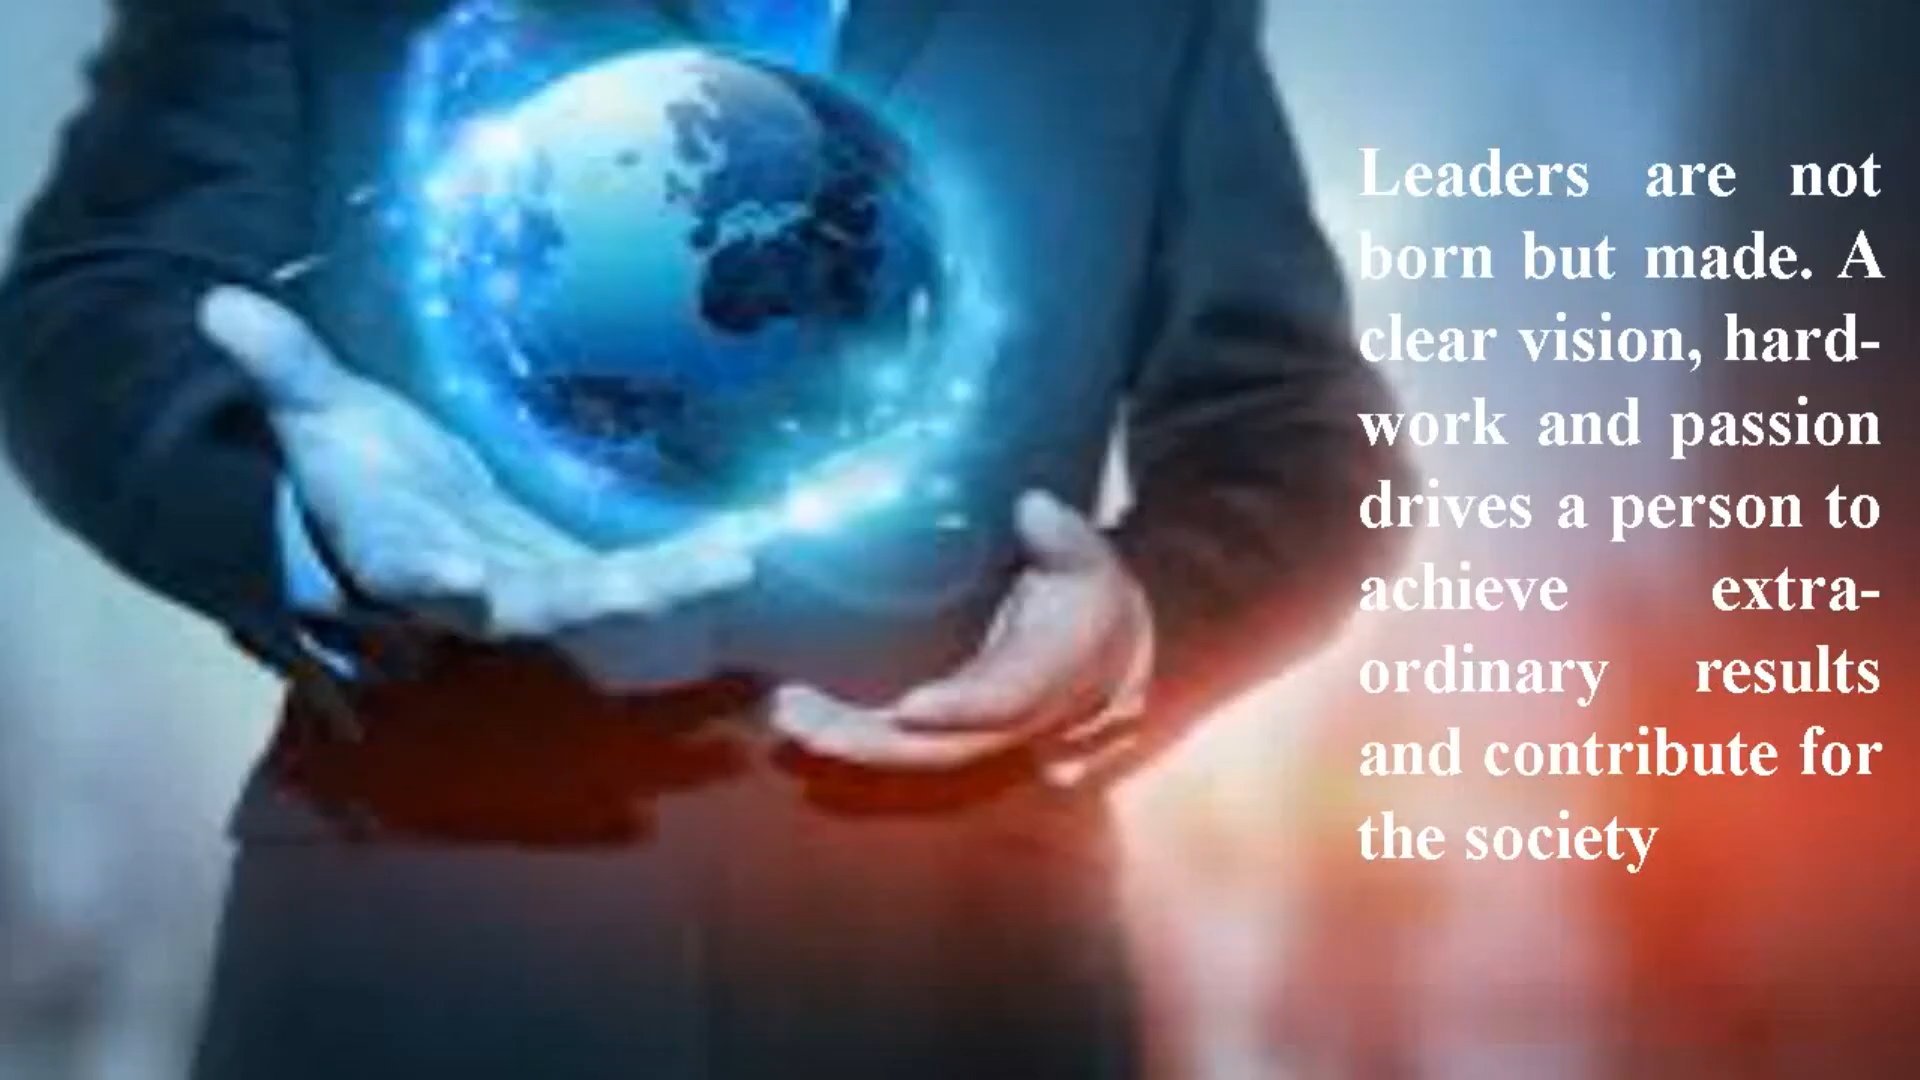 Leaders are not
born but made. A
clear vision, hard-
work and passion
drives a person to
achieve extra-
ordinary results
and contribute for
the society